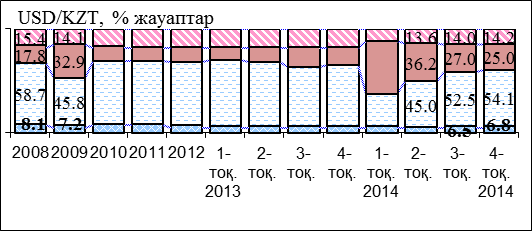 USD/KZT, % жауаптар
15.4 14.1 13.6 14.0 14.2
17.8 32.9 36.2 27.0 25.0
58.7 45.8 45.0 52.5 54.1
8.1 7.2 6.5 6.8
2008 2009 2010 2011 2012 1- 2- 3- 4- 1- 2- 3- 4-
тоқ. тоқ. тоқ. тоқ. тоқ. тоқ. тоқ. тоқ.
2013 2014 2014